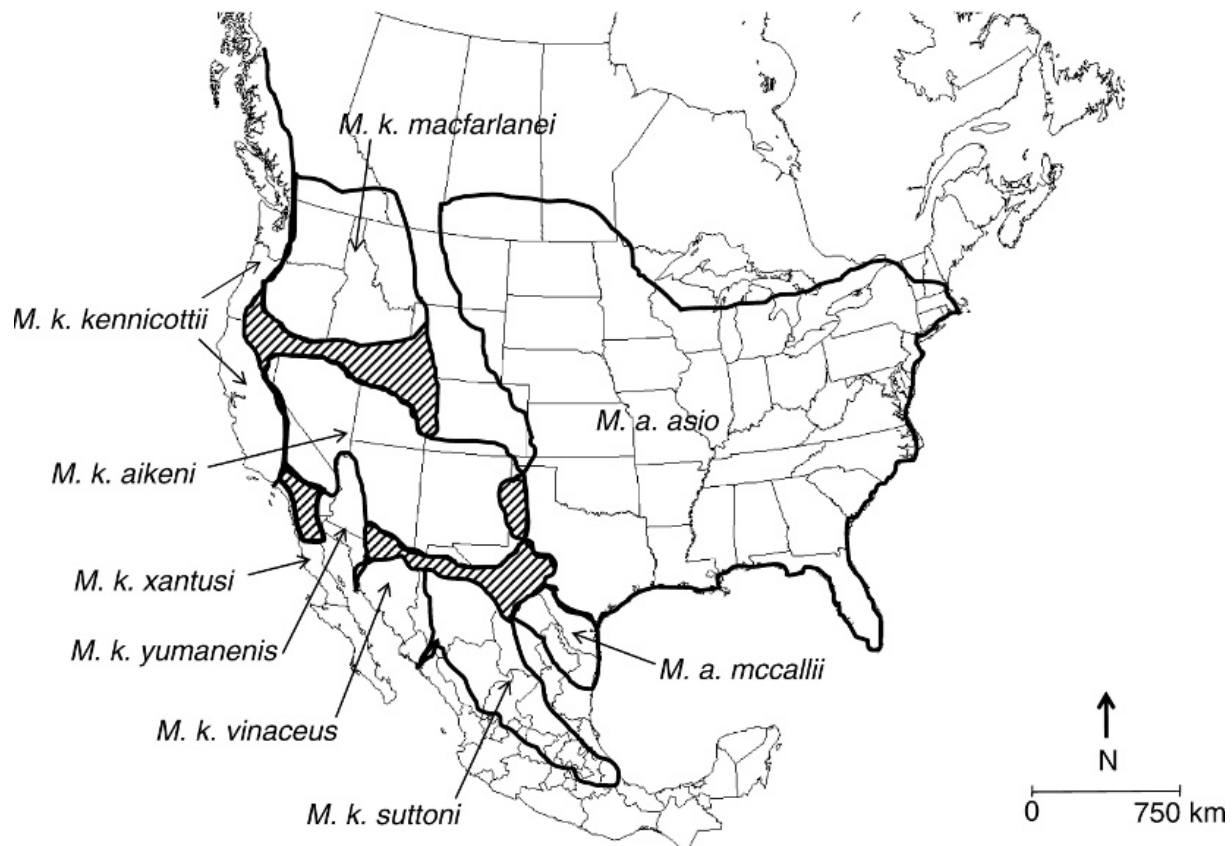 M. k. macfarlanei
M. k. kennicottii
M. a. asio
M. k. aikeni
M. k. xantusi
M. k. yumanenis
M. a. mccallii
M. k. vinaceus
M. k. suttoni
N
0 750 km